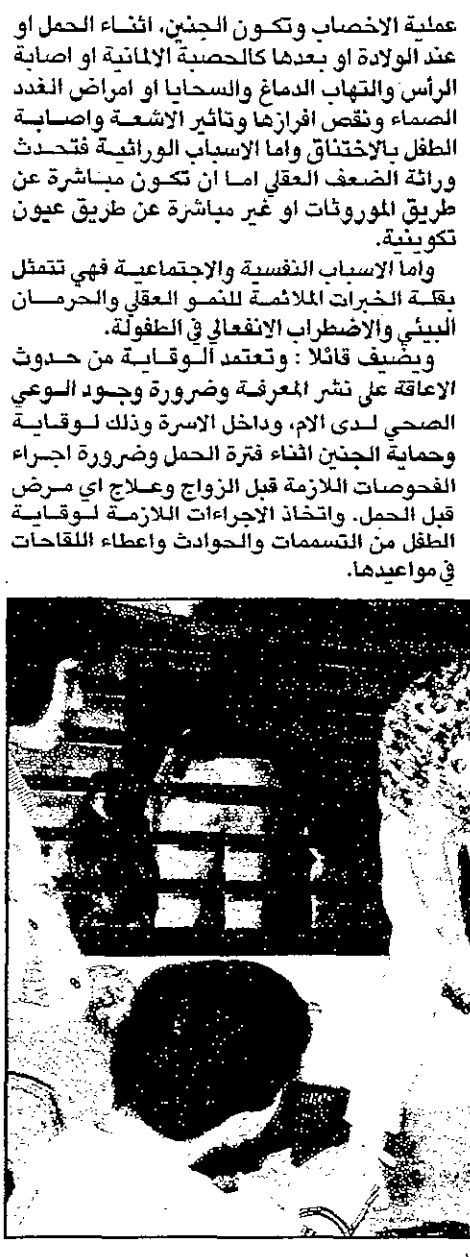 عملية الاخصاب وتكون الجنين، اثناء الحمل او
عند الولادة او بعدها كالحصبة الالمانية او اصابة
الرأس والتهاب الدماغ والسحايا او امراض الغدد
الصماء ونقص افرازها وتاثير الاشعة واصابة
الطفل بالاختناق واما الاسباب الوراثية فتحدث
وراثة الضعف العقلي اما ان تكون مباشرة عن
طريق الموروثات او غير مباشرة عن طريق عيون
تكوينية.
واما الاسباب النفسية والاجتماعية فهي تتمثل
بقلة الخبرات الملائمة للنمو العقلي والحرمان
البيئي والاضطراب الانفعالي في الطفولة.
ويضيف قائلا : وتعتمد الوقاية من حدوث
الاعاقة على نشر المعرفة وضرورة وجود الوعي
الصحي لدى الام، وداخل الاسرة وذلك لوقاية
وحماية الجنين اثناء فترة الحمل وضرورة اجراء
الفحوصات اللازمة قبل الزواج وعلاج اي مرض
قبل الحمل. واتخاذ الاجراءات اللازمة لوقاية
الطفل من التسممات والحوادث واعطاء اللقاحات
في مواعيدها.